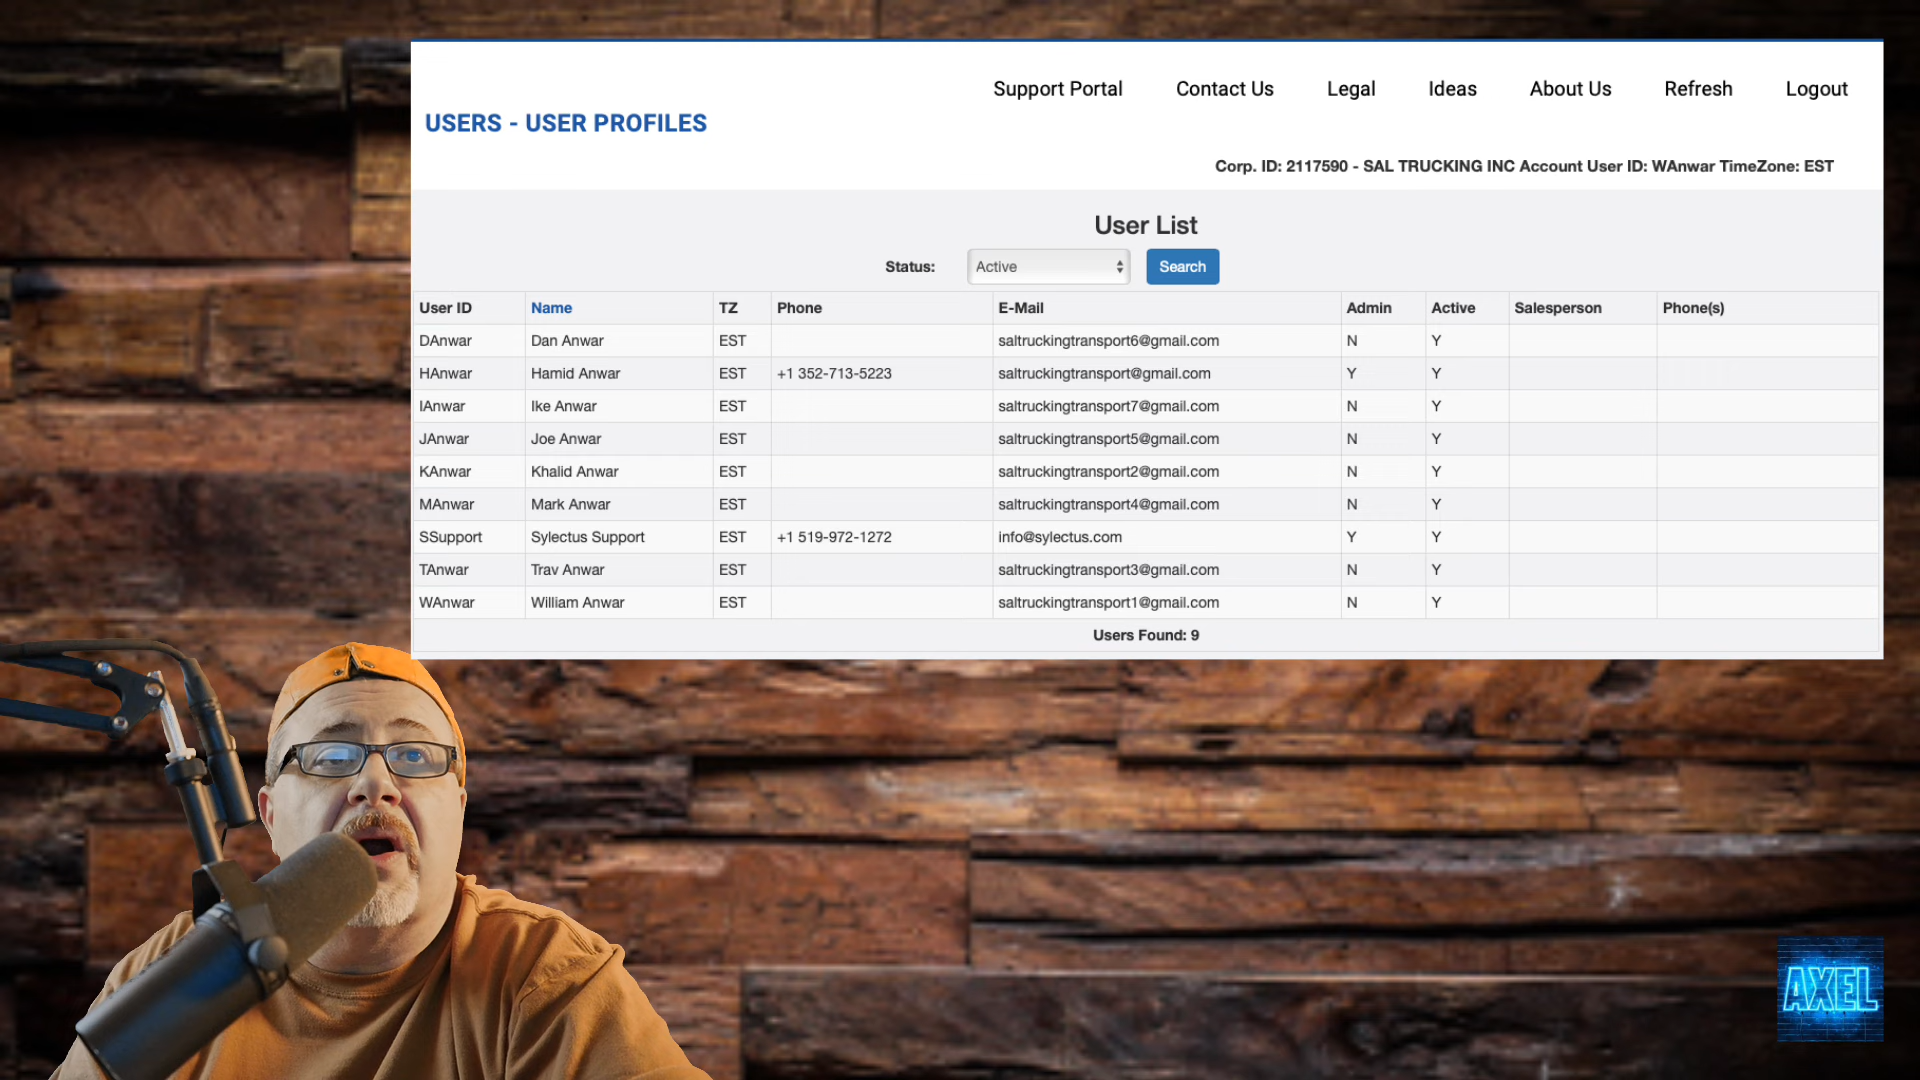 Support Portal Contact Us Legal Ideas About Us Refresh Logout
USERS - USER PROFILES
Corp. ID: 2117590 - SAL TRUCKING INC Account User ID: WAnwar TimeZone: EST
User List
Status: Active Search
User ID Name TZ Phone E-Mail Admin Active Salesperson Phone(s)
DAnwar Dan Anwar EST saltruckingtransport6@gmail.com N Y
HAnwar Hamid Anwar EST +1 352-713-5223 saltruckingtransport@gmail.com Y Y
IAnwar Ike Anwar EST saltruckingtransport7@gmail.com N Y
JAnwar Joe Anwar EST saltruckingtransport5@gmail.com N Y
KAnwar Khalid Anwar EST saltruckingtransport2@gmail.com N Y
MAnwar Mark Anwar EST saltruckingtransport4@gmail.com N Y
SSupport Sylectus Support EST +1 519-972-1272 info@sylectus.com Y Y
TAnwar Trav Anwar EST saltruckingtransport3@gmail.com N Y
WAnwar William Anwar EST saltruckingtransport1@gmail.com N Y
Users Found: 9
AXEL